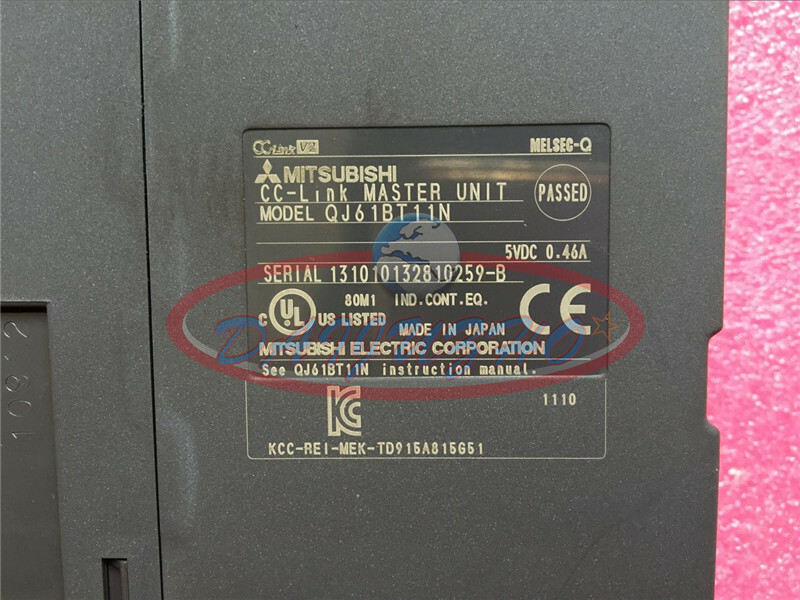 CC-Link V2 MELSEC-Q
MITSUBISHI
CC-Link MASTER UNIT PASSED
MODEL QJ61BT11N
5VDC 0.46A
SERIAL 131010132810259-B
80M1 IND.CONT.EQ.
C UL US LISTED CE
MADE IN JAPAN
MITSUBISHI ELECTRIC CORPORATION
See QJ61BT11N instruction manual.
1110
KCC-REI-MEK-TD915A815G51